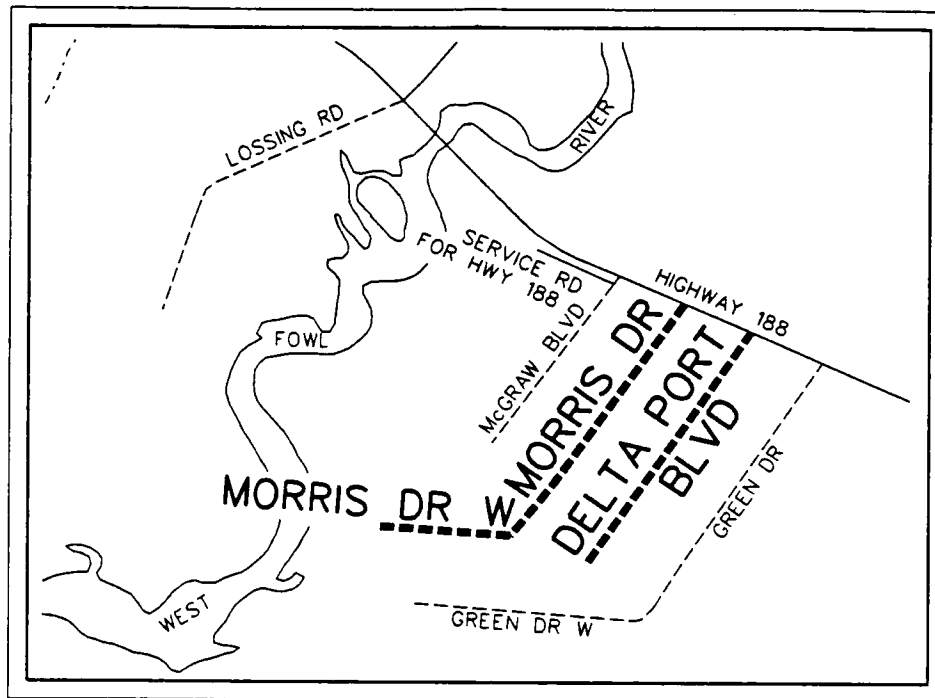 LOSSING RD
RIVER
SERVICE RD
FOR HWY 188
HIGHWAY 188
McGRAW BLVD
MORRIS DR
DELTA PORT
BLVD
FOWL
GREEN DR
MORRIS DR W
WEST
GREEN DR W